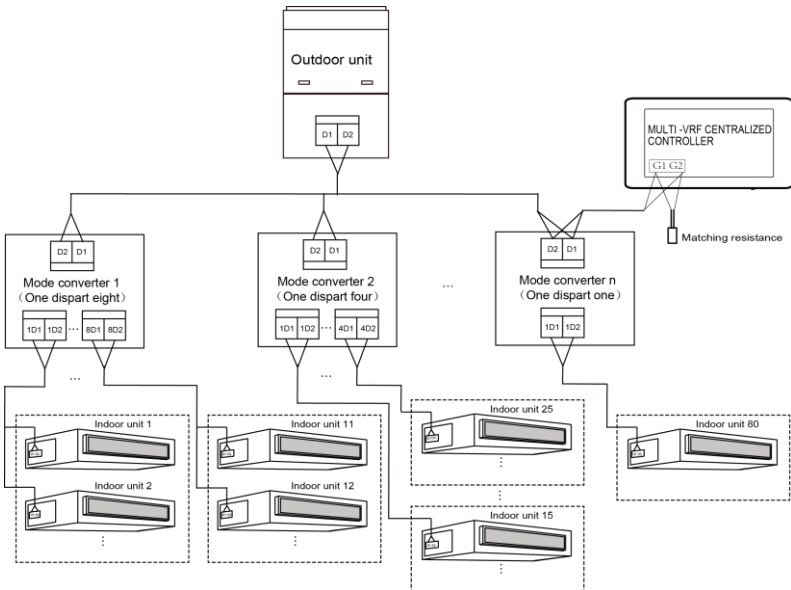 Outdoor unit
D1 D2
MULTI -VRF CENTRALIZED
CONTROLLER
G1 G2
Matching resistance
D2 D1
Mode converter 1
（One dispart eight）
1D1 1D2 ... 8D1 8D2
...
D2 D1
Mode converter 2
（One dispart four）
1D1 1D2 ... 4D1 4D2
...
...
D2 D1
Mode converter n
（One dispart one）
1D1 1D2
Indoor unit 1
Indoor unit 2
Indoor unit 11
Indoor unit 12
Indoor unit 25
Indoor unit 15
Indoor unit 80